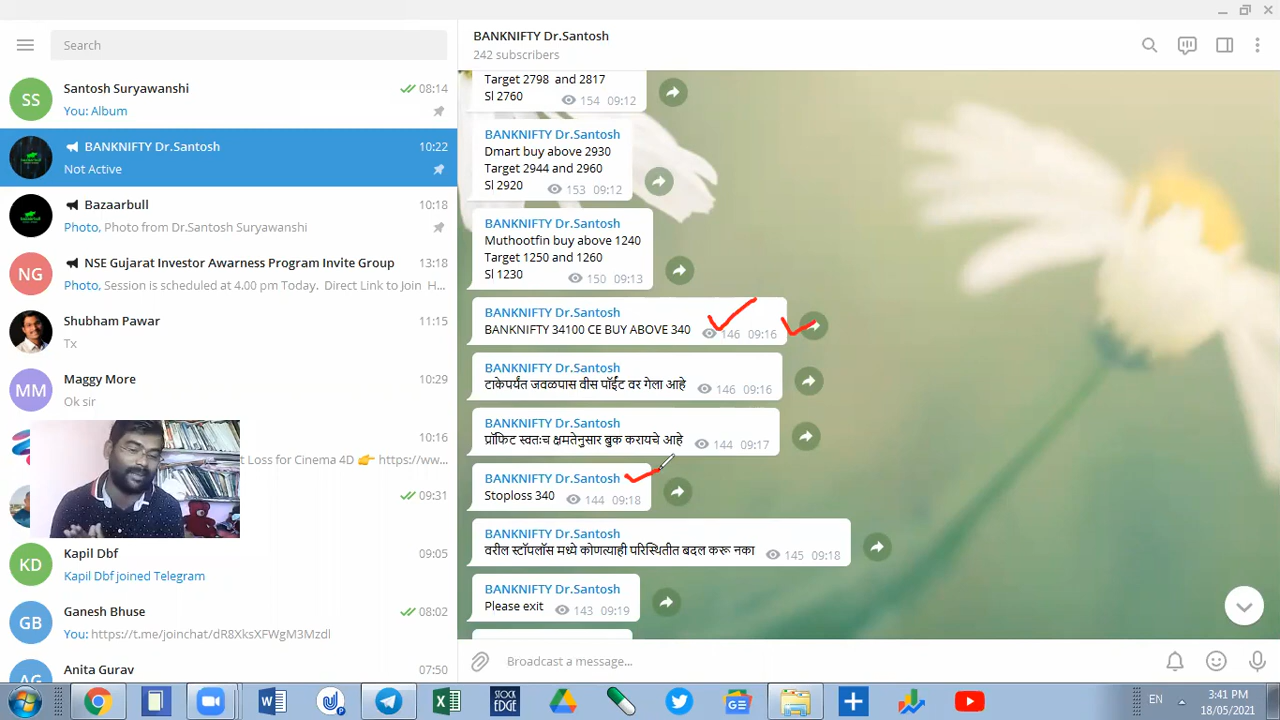 Search
Santosh Suryawanshi
08:14
SS
You: Album
BANKNIFTY Dr.Santosh
10:22
Not Active
Bazaarbull
10:18
Photo, Photo from Dr.Santosh Suryawanshi
NSE Gujarat Investor Awarness Program Invite Group
13:18
NG
Photo, Session is scheduled at 4.00 pm Today. Direct Link to Join H...
Shubham Pawar
11:15
Tx
Maggy More
10:29
MM
Ok sir
10:16
t Loss for Cinema 4D 👉 https://ww...
09:31
Kapil Dbf
09:05
KD
Kapil Dbf joined Telegram
Ganesh Bhuse
08:02
GB
You: https://t.me/joinchat/dR8XksXFWgM3Mzdl
Anita Gurav
07:50
AG
BANKNIFTY Dr.Santosh
242 subscribers
Target 2798 and 2817
Sl 2760 154 09:12
BANKNIFTY Dr.Santosh
Dmart buy above 2930
Target 2944 and 2960
Sl 2920 153 09:12
BANKNIFTY Dr.Santosh
Muthootfin buy above 1240
Target 1250 and 1260
Sl 1230 150 09:13
BANKNIFTY Dr.Santosh
BANKNIFTY 34100 CE BUY ABOVE 340 146 09:16
BANKNIFTY Dr.Santosh
टाकेपर्यंत जवळपास वीस पॉईंट वर गेला आहे 146 09:16
BANKNIFTY Dr.Santosh
प्रॉफिट स्वतःच क्षमतेनुसार बुक करायचे आहे 144 09:17
BANKNIFTY Dr.Santosh
Stoploss 340 144 09:18
BANKNIFTY Dr.Santosh
वरील स्टॉपलॉस मध्ये कोणत्याही परिस्थितीत बदल करू नका 145 09:18
BANKNIFTY Dr.Santosh
Please exit 143 09:19
Broadcast a message...
STOCK
EDGE
EN
3:41 PM
18/05/2021